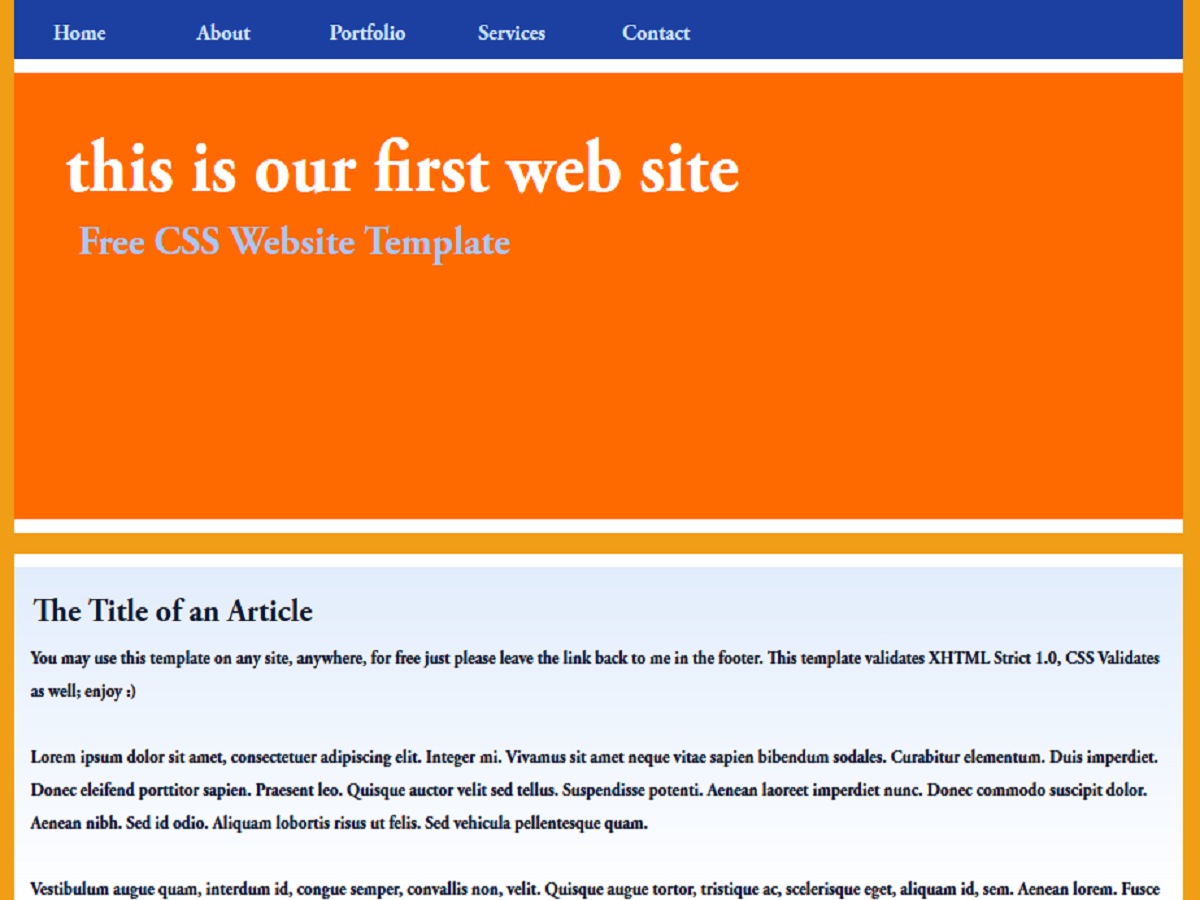 Home About Portfolio Services Contact
this is our first web site
Free CSS Website Template
The Title of an Article
You may use this template on any site, anywhere, for free just please leave the link back to me in the footer. This template validates XHTML Strict 1.0, CSS Validates
as well; enjoy :)
Lorem ipsum dolor sit amet, consectetuer adipiscing elit. Integer mi. Vivamus sit amet neque vitae sapien bibendum sodales. Curabitur elementum. Duis imperdiet.
Donec eleifend porttitor sapien. Praesent leo. Quisque auctor velit sed tellus. Suspendisse potenti. Aenean laoreet imperdiet nunc. Donec commodo suscipit dolor.
Aenean nibh. Sed id odio. Aliquam lobortis risus ut felis. Sed vehicula pellentesque quam.
Vestibulum augue quam, interdum id, congue semper, convallis non, velit. Quisque augue tortor, tristique ac, scelerisque eget, aliquam id, sem. Aenean lorem. Fusce